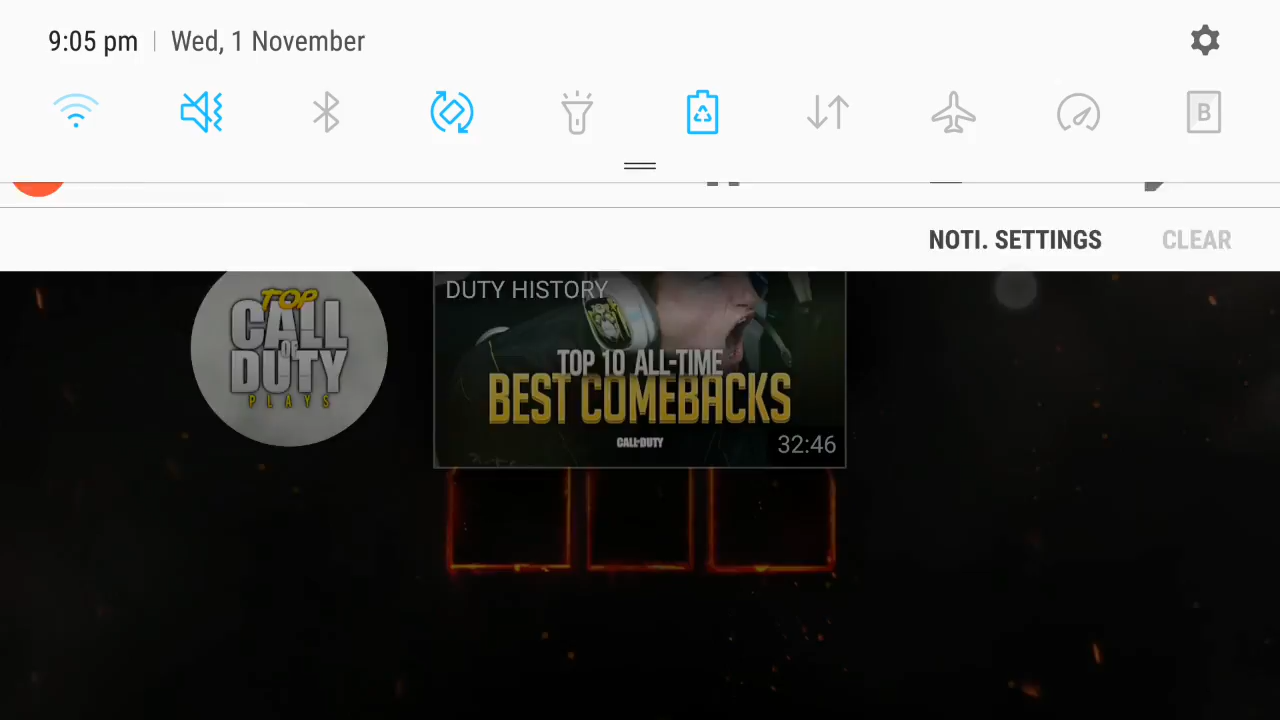 9:05 pm | Wed, 1 November
B
NOTI. SETTINGS CLEAR
DUTY HISTORY
TOP
CALL
OF
DUTY
PLAYS
TOP 10 ALL-TIME
BEST COMEBACKS
CALL OF DUTY
32:46